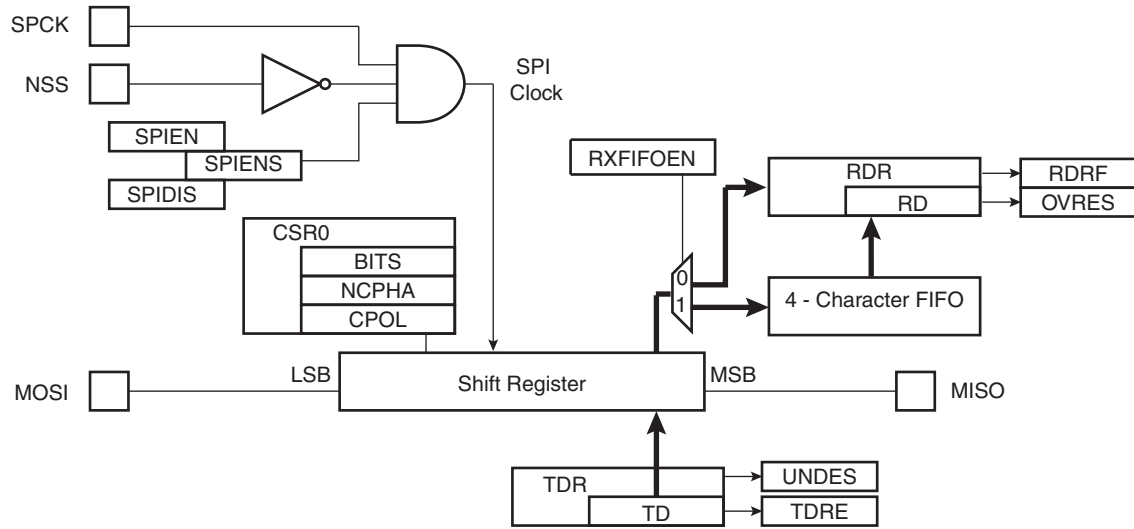 SPCK
NSS
SPI
Clock
SPIEN
SPIENS
SPIDIS
RXFIFOEN
RDR
RD
RDRF
OVRES
CSR0
BITS
NCPHA
CPOL
0
1
4 - Character FIFO
MOSI
LSB
Shift Register
MSB
MISO
TDR
TD
UNDES
TDRE